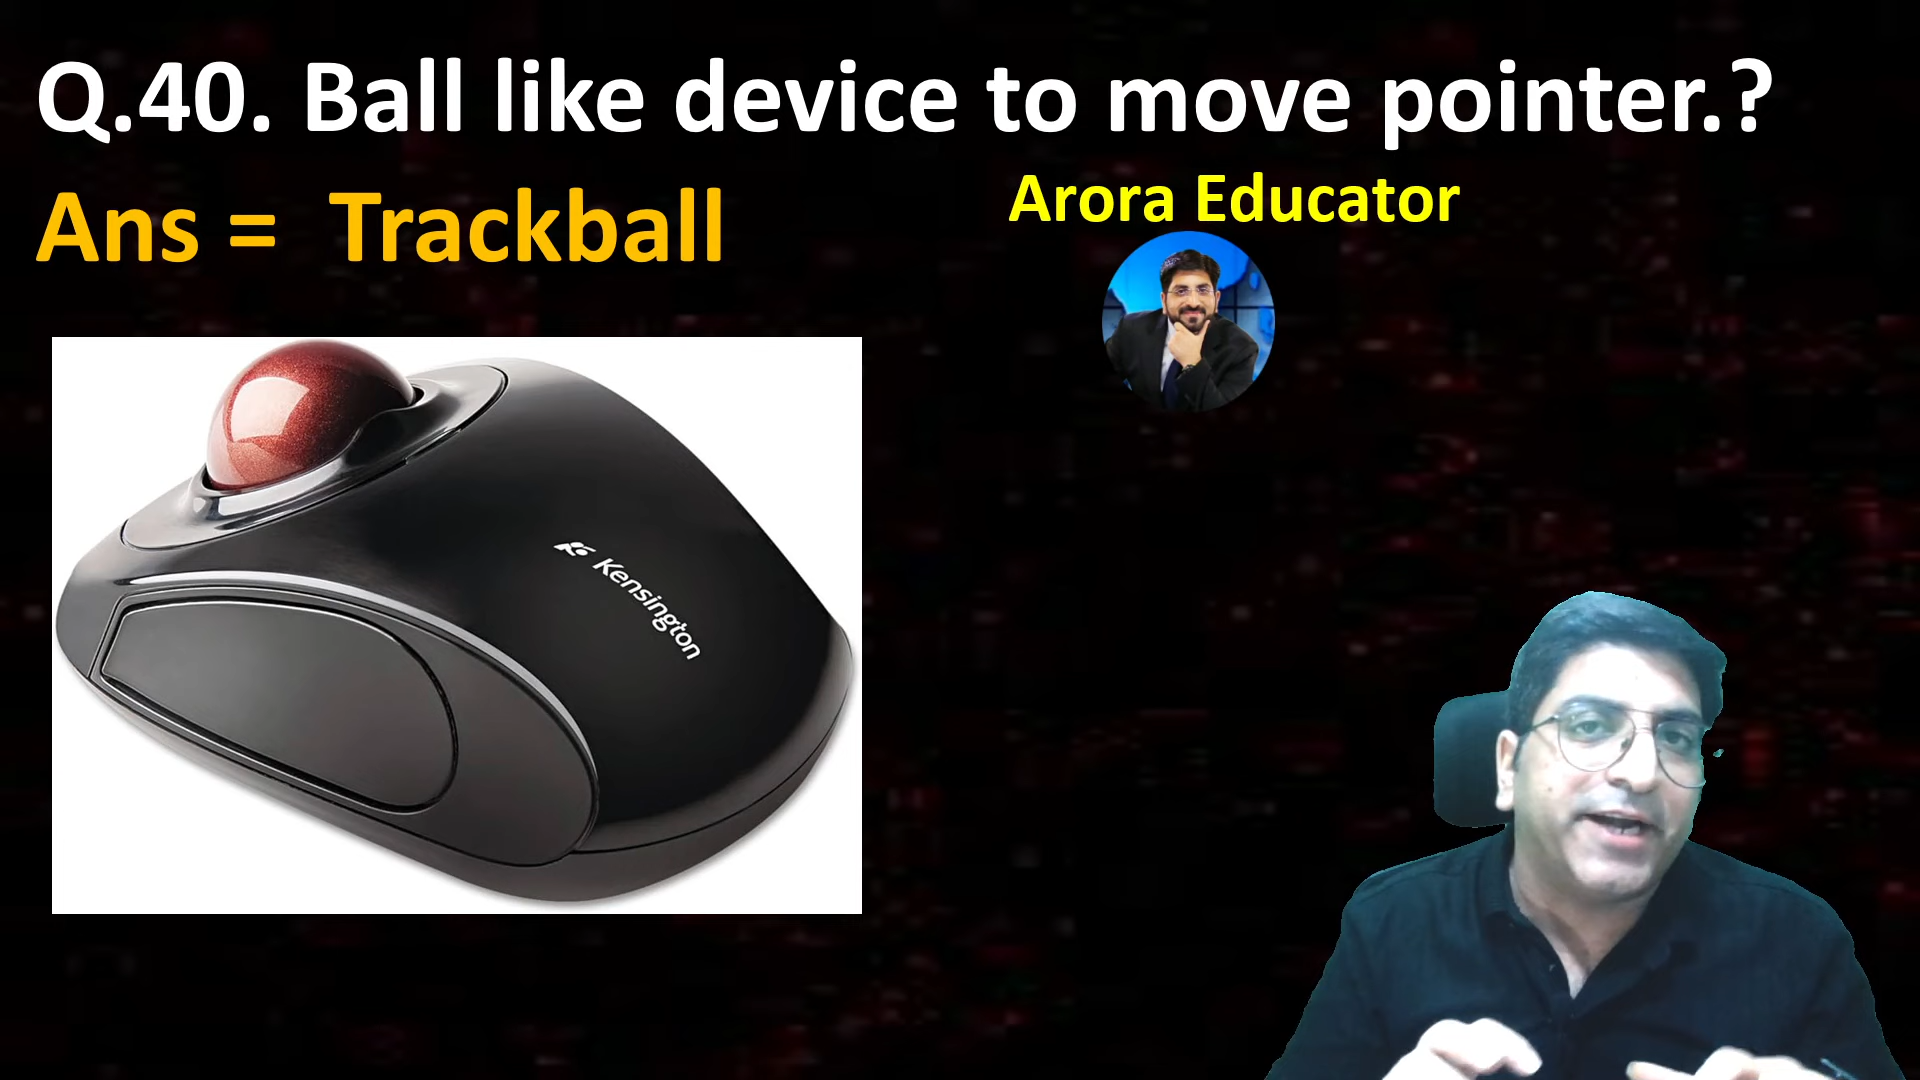 Q.40. Ball like device to move pointer.?
Ans = Trackball
Arora Educator
Kensington